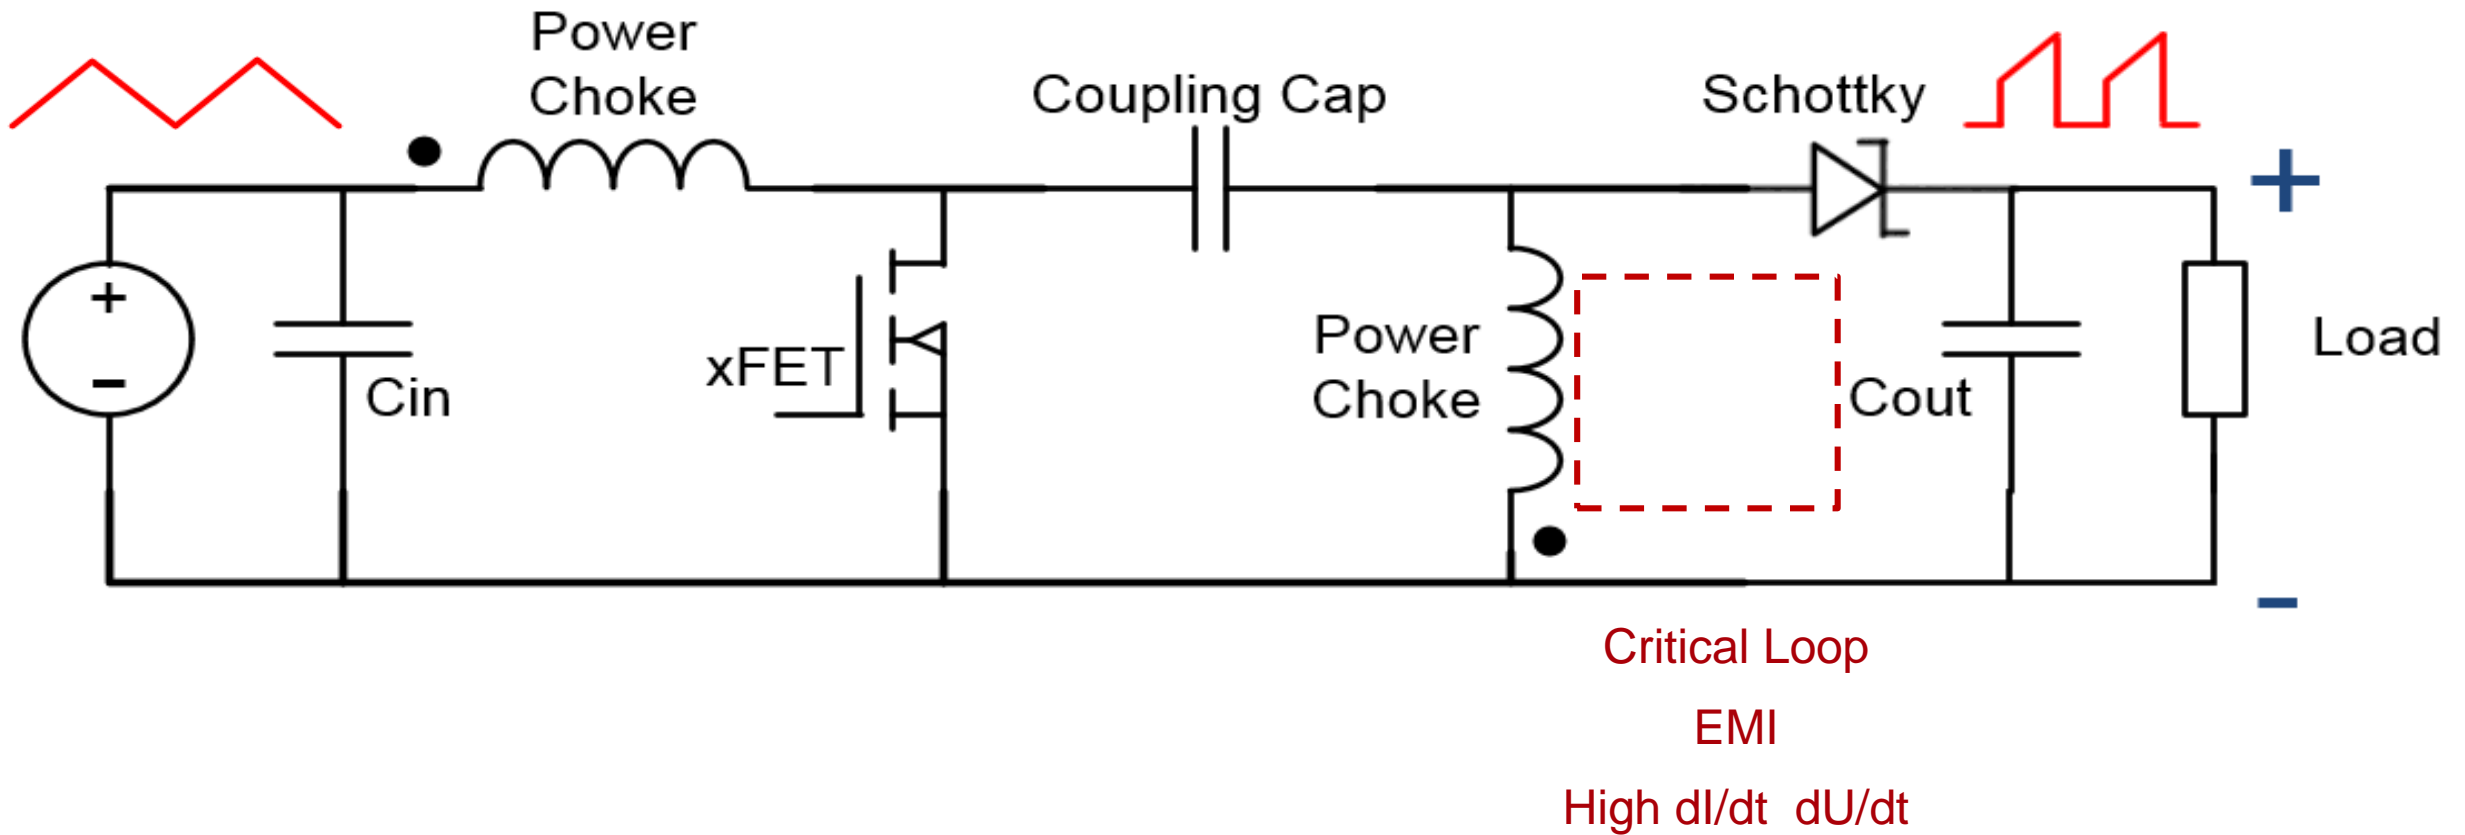 Power
Choke
Coupling Cap
Schottky
+
+
−
Cin
xFET
Power
Choke
Cout
Load
−
Critical Loop
EMI
High dI/dt dU/dt